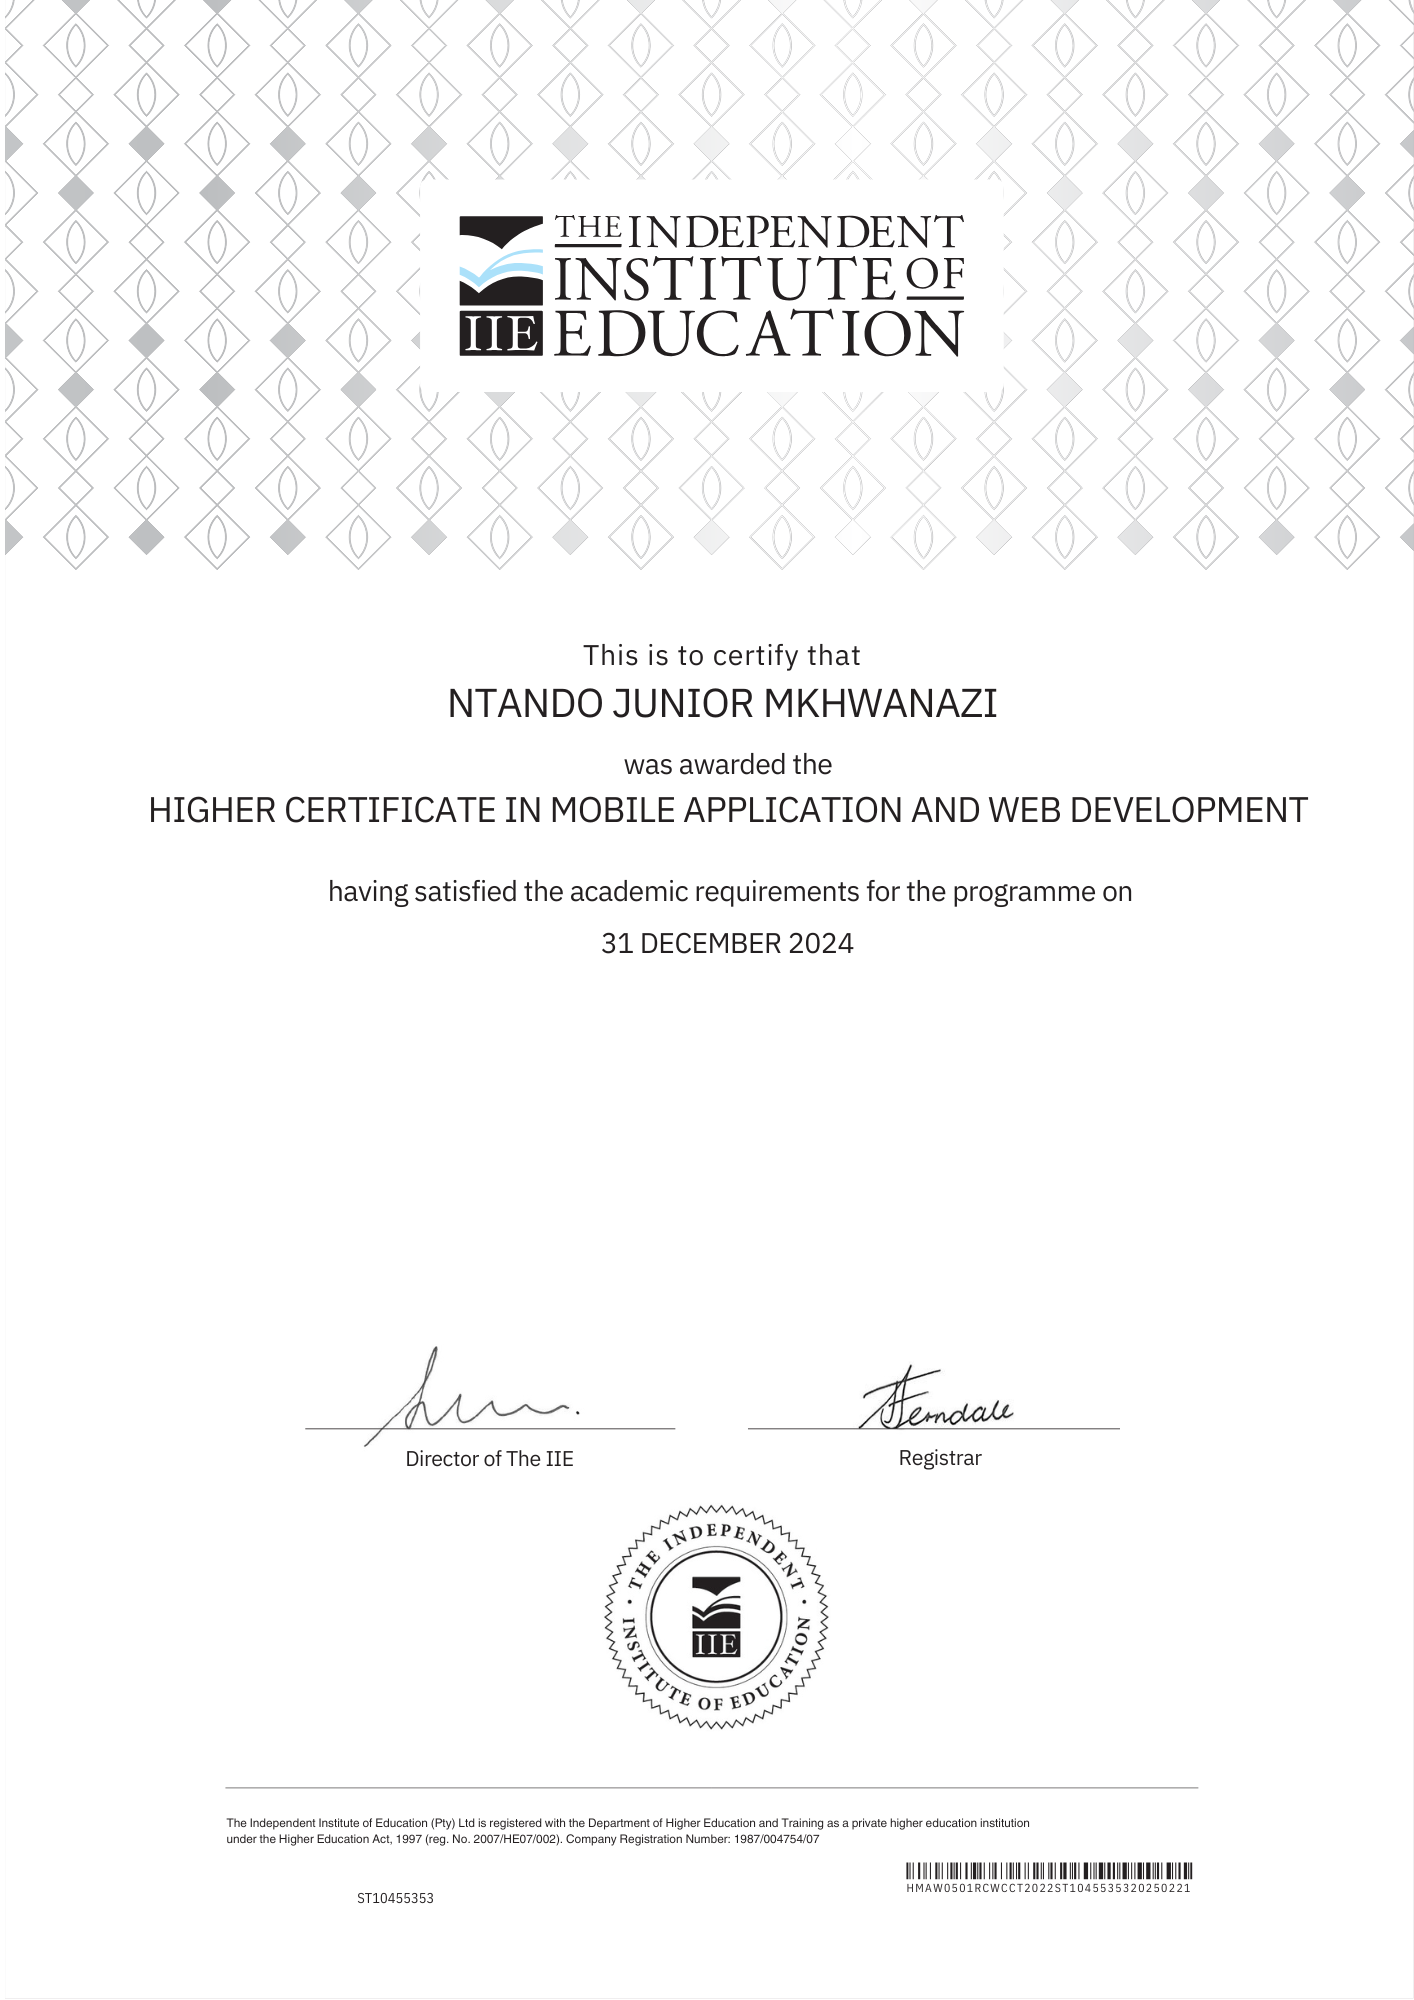 THE INDEPENDENT
INSTITUTE OF
IIE EDUCATION
This is to certify that
NTANDO JUNIOR MKHWANAZI
was awarded the
HIGHER CERTIFICATE IN MOBILE APPLICATION AND WEB DEVELOPMENT
having satisfied the academic requirements for the programme on
31 DECEMBER 2024
Director of The IIE
Registrar
THE INDEPENDENT
IIE
INSTITUTE OF EDUCATION
The Independent Institute of Education (Pty) Ltd is registered with the Department of Higher Education and Training as a private higher education institution
under the Higher Education Act, 1997 (reg. No. 2007/HE07/002). Company Registration Number: 1987/004754/07
HMAW0501RCWCCT2022ST1045535320250221
ST10455353